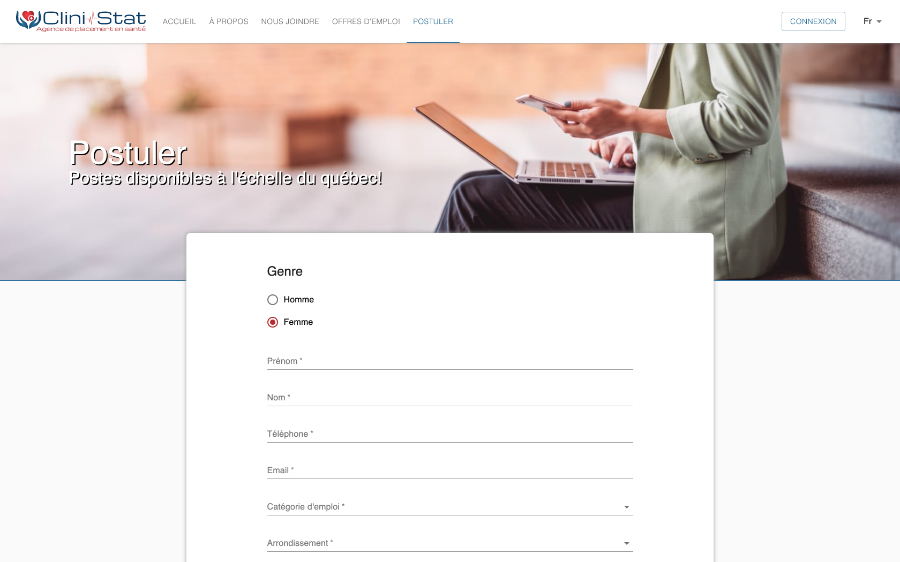 Clini Stat
Agence de placement en santé
ACCUEIL
À PROPOS
NOUS JOINDRE
OFFRES D'EMPLOI
POSTULER
CONNEXION
Fr
Postuler
Postes disponibles à l'échelle du québec!
Genre
Homme
Femme
Prénom *
Nom *
Téléphone *
Email *
Catégorie d'emploi *
Arrondissement *